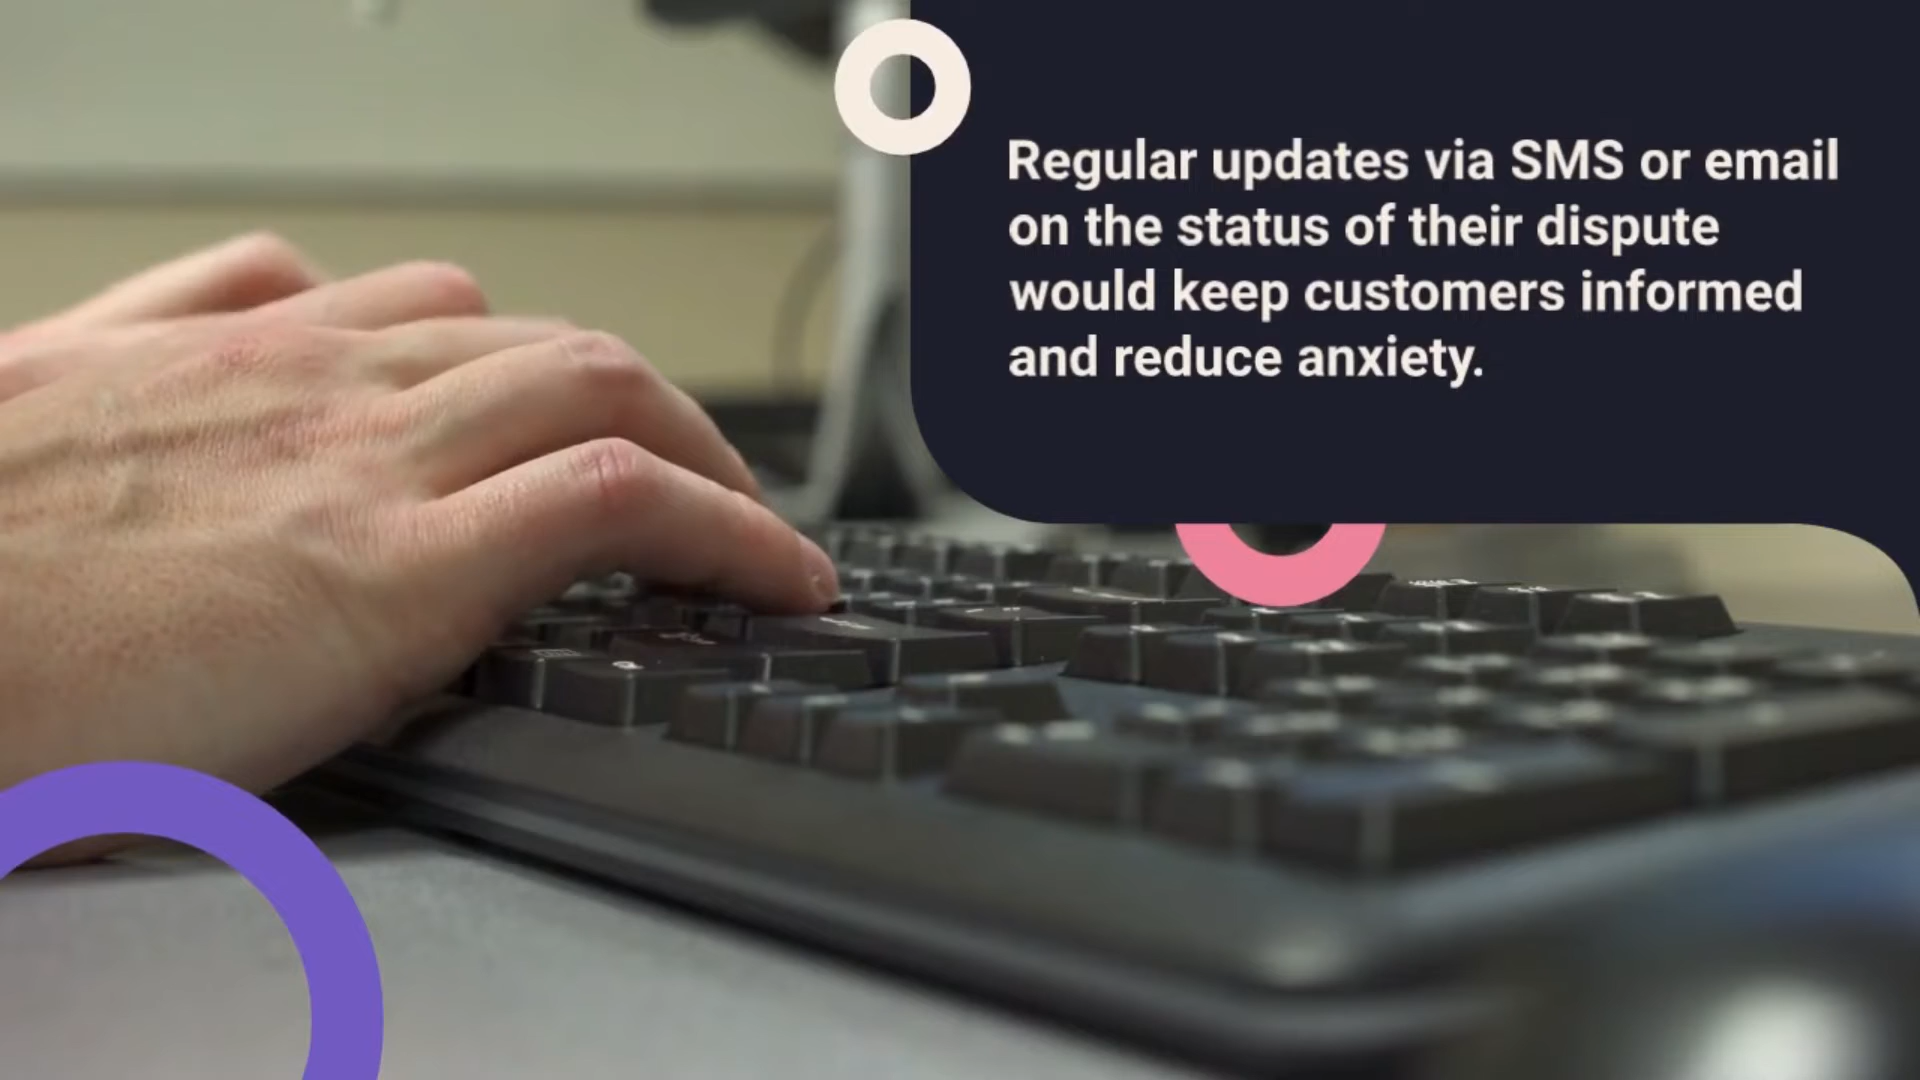 Regular updates via SMS or email
on the status of their dispute
would keep customers informed
and reduce anxiety.